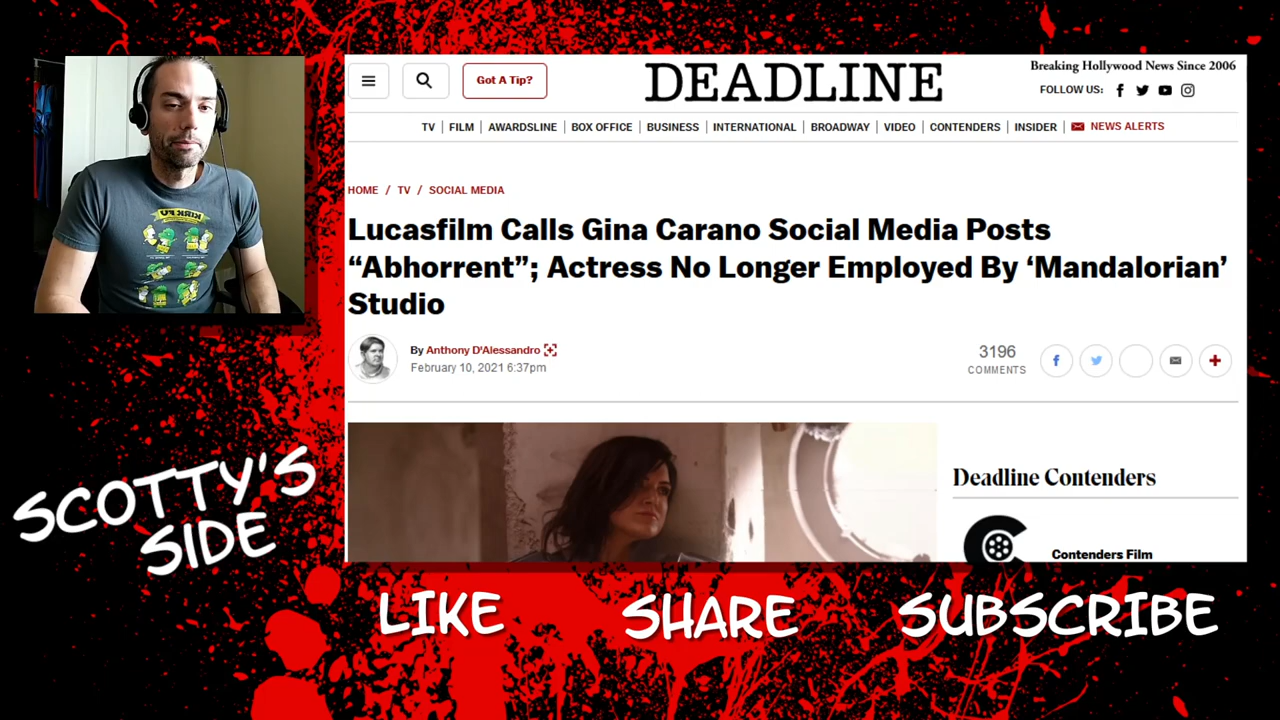 Got A Tip?
DEADLINE
Breaking Hollywood News Since 2006
FOLLOW US:
TV | FILM | AWARDSLINE | BOX OFFICE | BUSINESS | INTERNATIONAL | BROADWAY | VIDEO | CONTENDERS | INSIDER | NEWS ALERTS
HOME / TV / SOCIAL MEDIA
Lucasfilm Calls Gina Carano Social Media Posts
“Abhorrent”; Actress No Longer Employed By ‘Mandalorian’
Studio
By Anthony D'Alessandro
February 10, 2021 6:37pm
3196
COMMENTS
Deadline Contenders
Contenders Film
KIRK FU
SCOTTY'S
SIDE
LIKE
SHARE
SUBSCRIBE